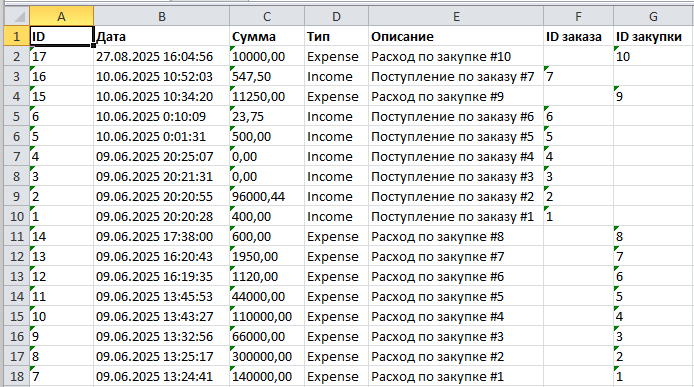 A B C D E F G
1 ID Дата Сумма Тип Описание ID заказа ID закупки
2 17 27.08.2025 16:04:56 10000,00 Expense Расход по закупке #10 10
3 16 10.06.2025 10:52:03 547,50 Income Поступление по заказу #7 7
4 15 10.06.2025 10:34:20 11250,00 Expense Расход по закупке #9 9
5 6 10.06.2025 0:10:09 23,75 Income Поступление по заказу #6 6
6 5 10.06.2025 0:01:31 500,00 Income Поступление по заказу #5 5
7 4 09.06.2025 20:25:07 0,00 Income Поступление по заказу #4 4
8 3 09.06.2025 20:21:31 0,00 Income Поступление по заказу #3 3
9 2 09.06.2025 20:20:55 96000,44 Income Поступление по заказу #2 2
10 1 09.06.2025 20:20:28 400,00 Income Поступление по заказу #1 1
11 14 09.06.2025 17:38:00 600,00 Expense Расход по закупке #8 8
12 13 09.06.2025 16:20:43 1950,00 Expense Расход по закупке #7 7
13 12 09.06.2025 16:19:35 1120,00 Expense Расход по закупке #6 6
14 11 09.06.2025 13:45:53 44000,00 Expense Расход по закупке #5 5
15 10 09.06.2025 13:43:27 110000,00 Expense Расход по закупке #4 4
16 9 09.06.2025 13:32:56 66000,00 Expense Расход по закупке #3 3
17 8 09.06.2025 13:25:17 300000,00 Expense Расход по закупке #2 2
18 7 09.06.2025 13:24:41 140000,00 Expense Расход по закупке #1 1